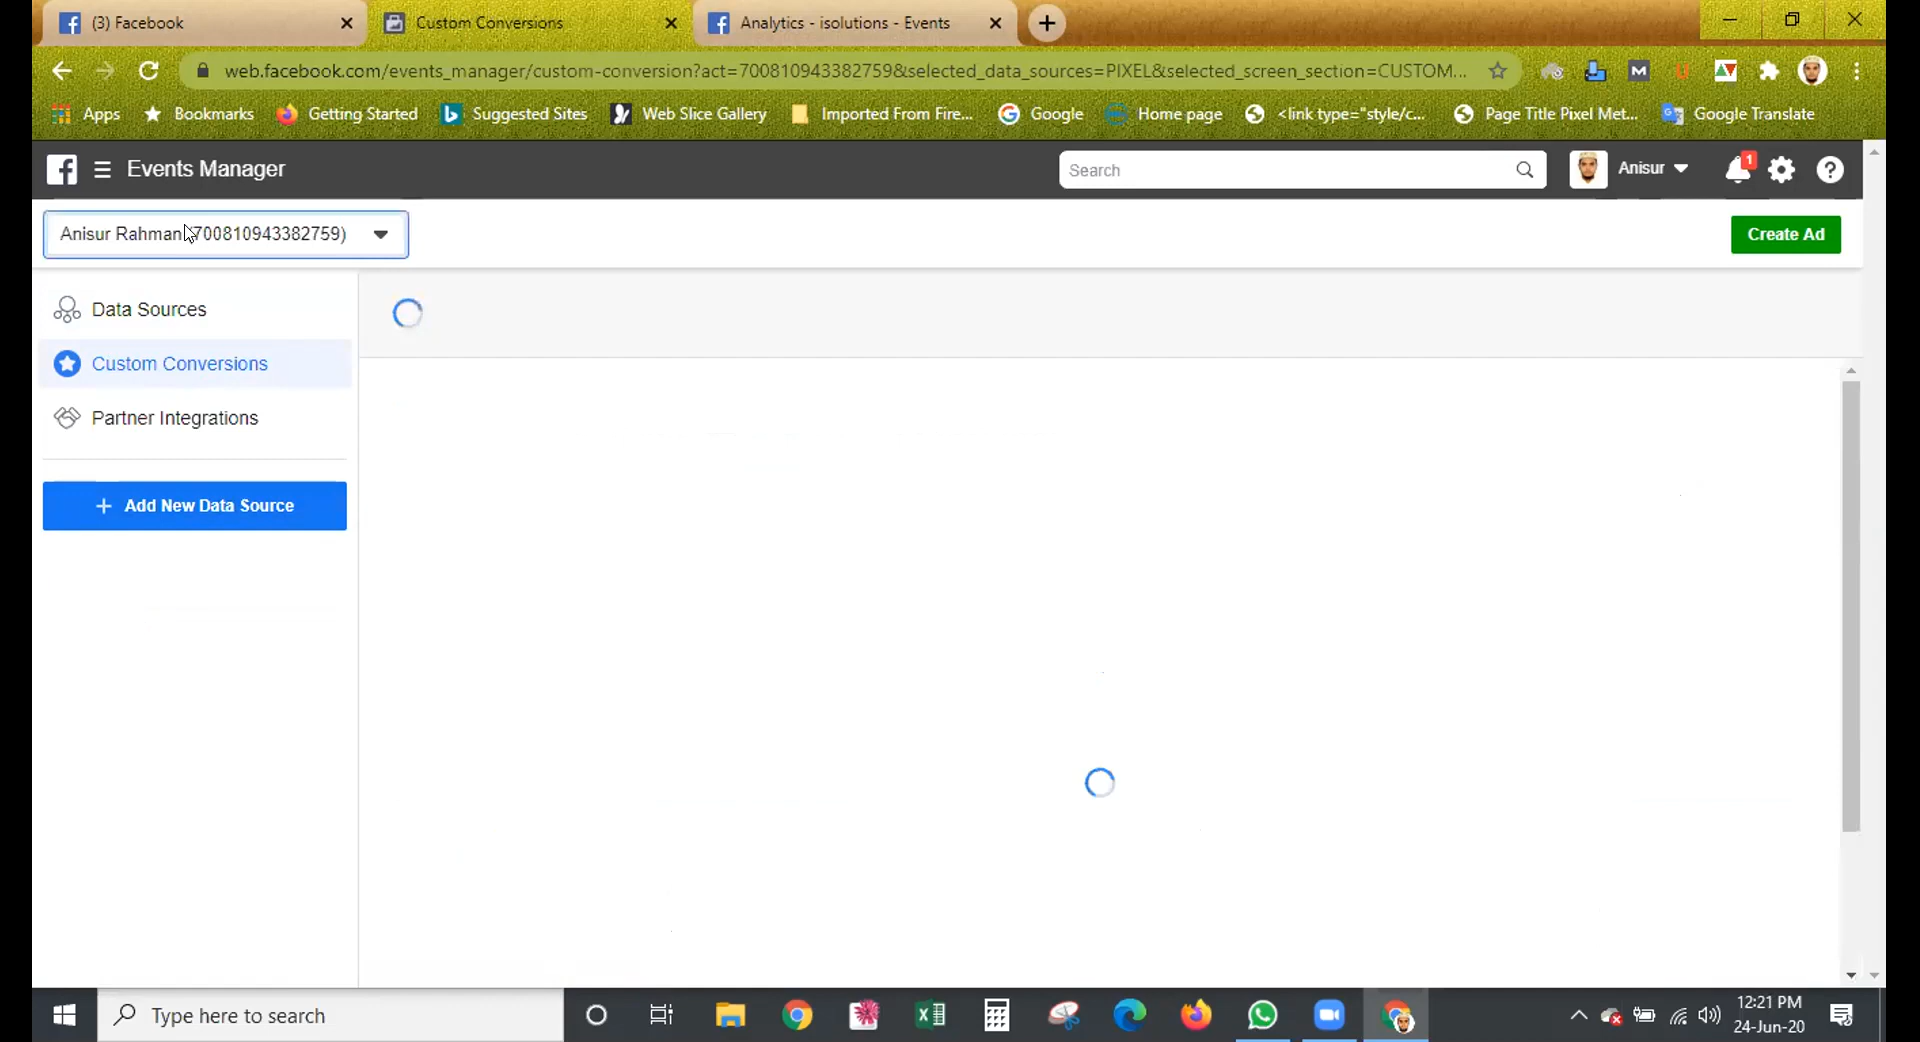 (3) Facebook
Custom Conversions
Analytics - isolutions - Events
web.facebook.com/events_manager/custom-conversion?act=700810943382759&selected_data_sources=PIXEL&selected_screen_section=CUSTOM...
Apps
Bookmarks
Getting Started
Suggested Sites
Web Slice Gallery
Imported From Fire...
Google
Home page
<link type="style/c...
Page Title Pixel Met...
Google Translate
Events Manager
Search
Anisur
1
Anisur Rahman (700810943382759)
Create Ad
Data Sources
Custom Conversions
Partner Integrations
+ Add New Data Source
Type here to search
12:21 PM
24-Jun-20